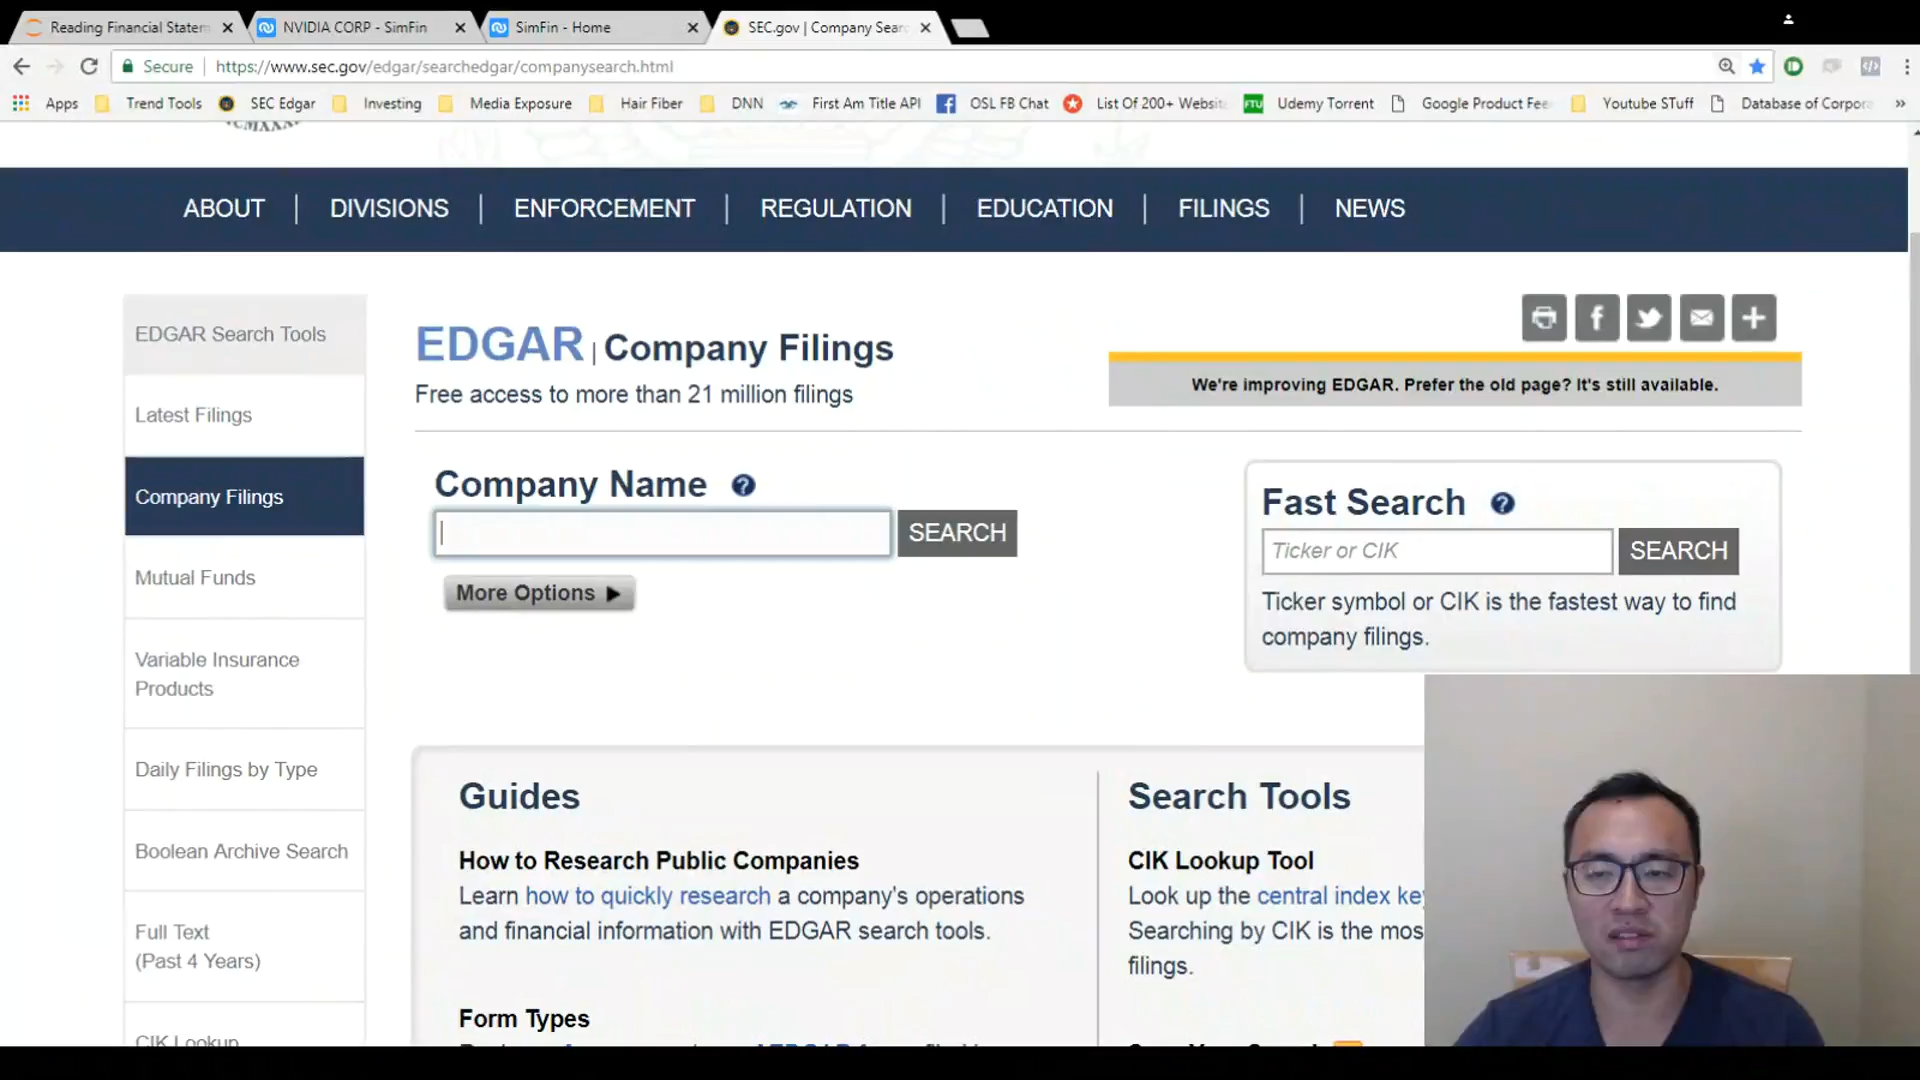 Reading Financial Statem
NVIDIA CORP - SimFin
SimFin - Home
SEC.gov | Company Sear
Secure
https://www.sec.gov/edgar/searchedgar/companysearch.html
Apps
Trend Tools
SEC Edgar
Investing
Media Exposure
Hair Fiber
DNN
First Am Title API
OSL FB Chat
List Of 200+ Websit
FTU
Udemy Torrent
Google Product Fee
Youtube STuff
Database of Corpora
ABOUT
DIVISIONS
ENFORCEMENT
REGULATION
EDUCATION
FILINGS
NEWS
EDGAR Search Tools
Latest Filings
Company Filings
Mutual Funds
Variable Insurance
Products
Daily Filings by Type
Boolean Archive Search
Full Text
(Past 4 Years)
CIK Lookup
EDGAR | Company Filings
Free access to more than 21 million filings
We're improving EDGAR. Prefer the old page? It's still available.
Company Name
SEARCH
More Options
Fast Search
Ticker or CIK
SEARCH
Ticker symbol or CIK is the fastest way to find
company filings.
Guides
How to Research Public Companies
Learn how to quickly research a company's operations
and financial information with EDGAR search tools.
Form Types
Search Tools
CIK Lookup Tool
Look up the central index key
Searching by CIK is the mos
filings.